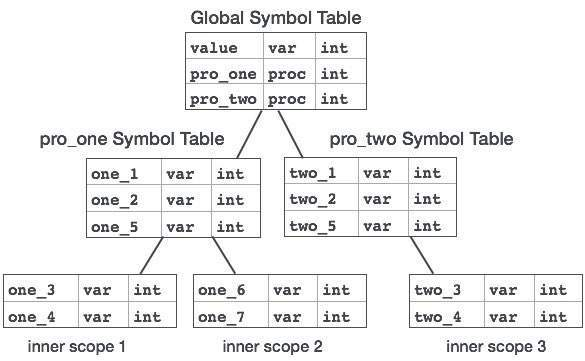 Global Symbol Table
value var int
pro_one proc int
pro_two proc int
pro_one Symbol Table
one_1 var int
one_2 var int
one_5 var int
pro_two Symbol Table
two_1 var int
two_2 var int
two_5 var int
one_3 var int
one_4 var int
inner scope 1
one_6 var int
one_7 var int
inner scope 2
two_3 var int
two_4 var int
inner scope 3